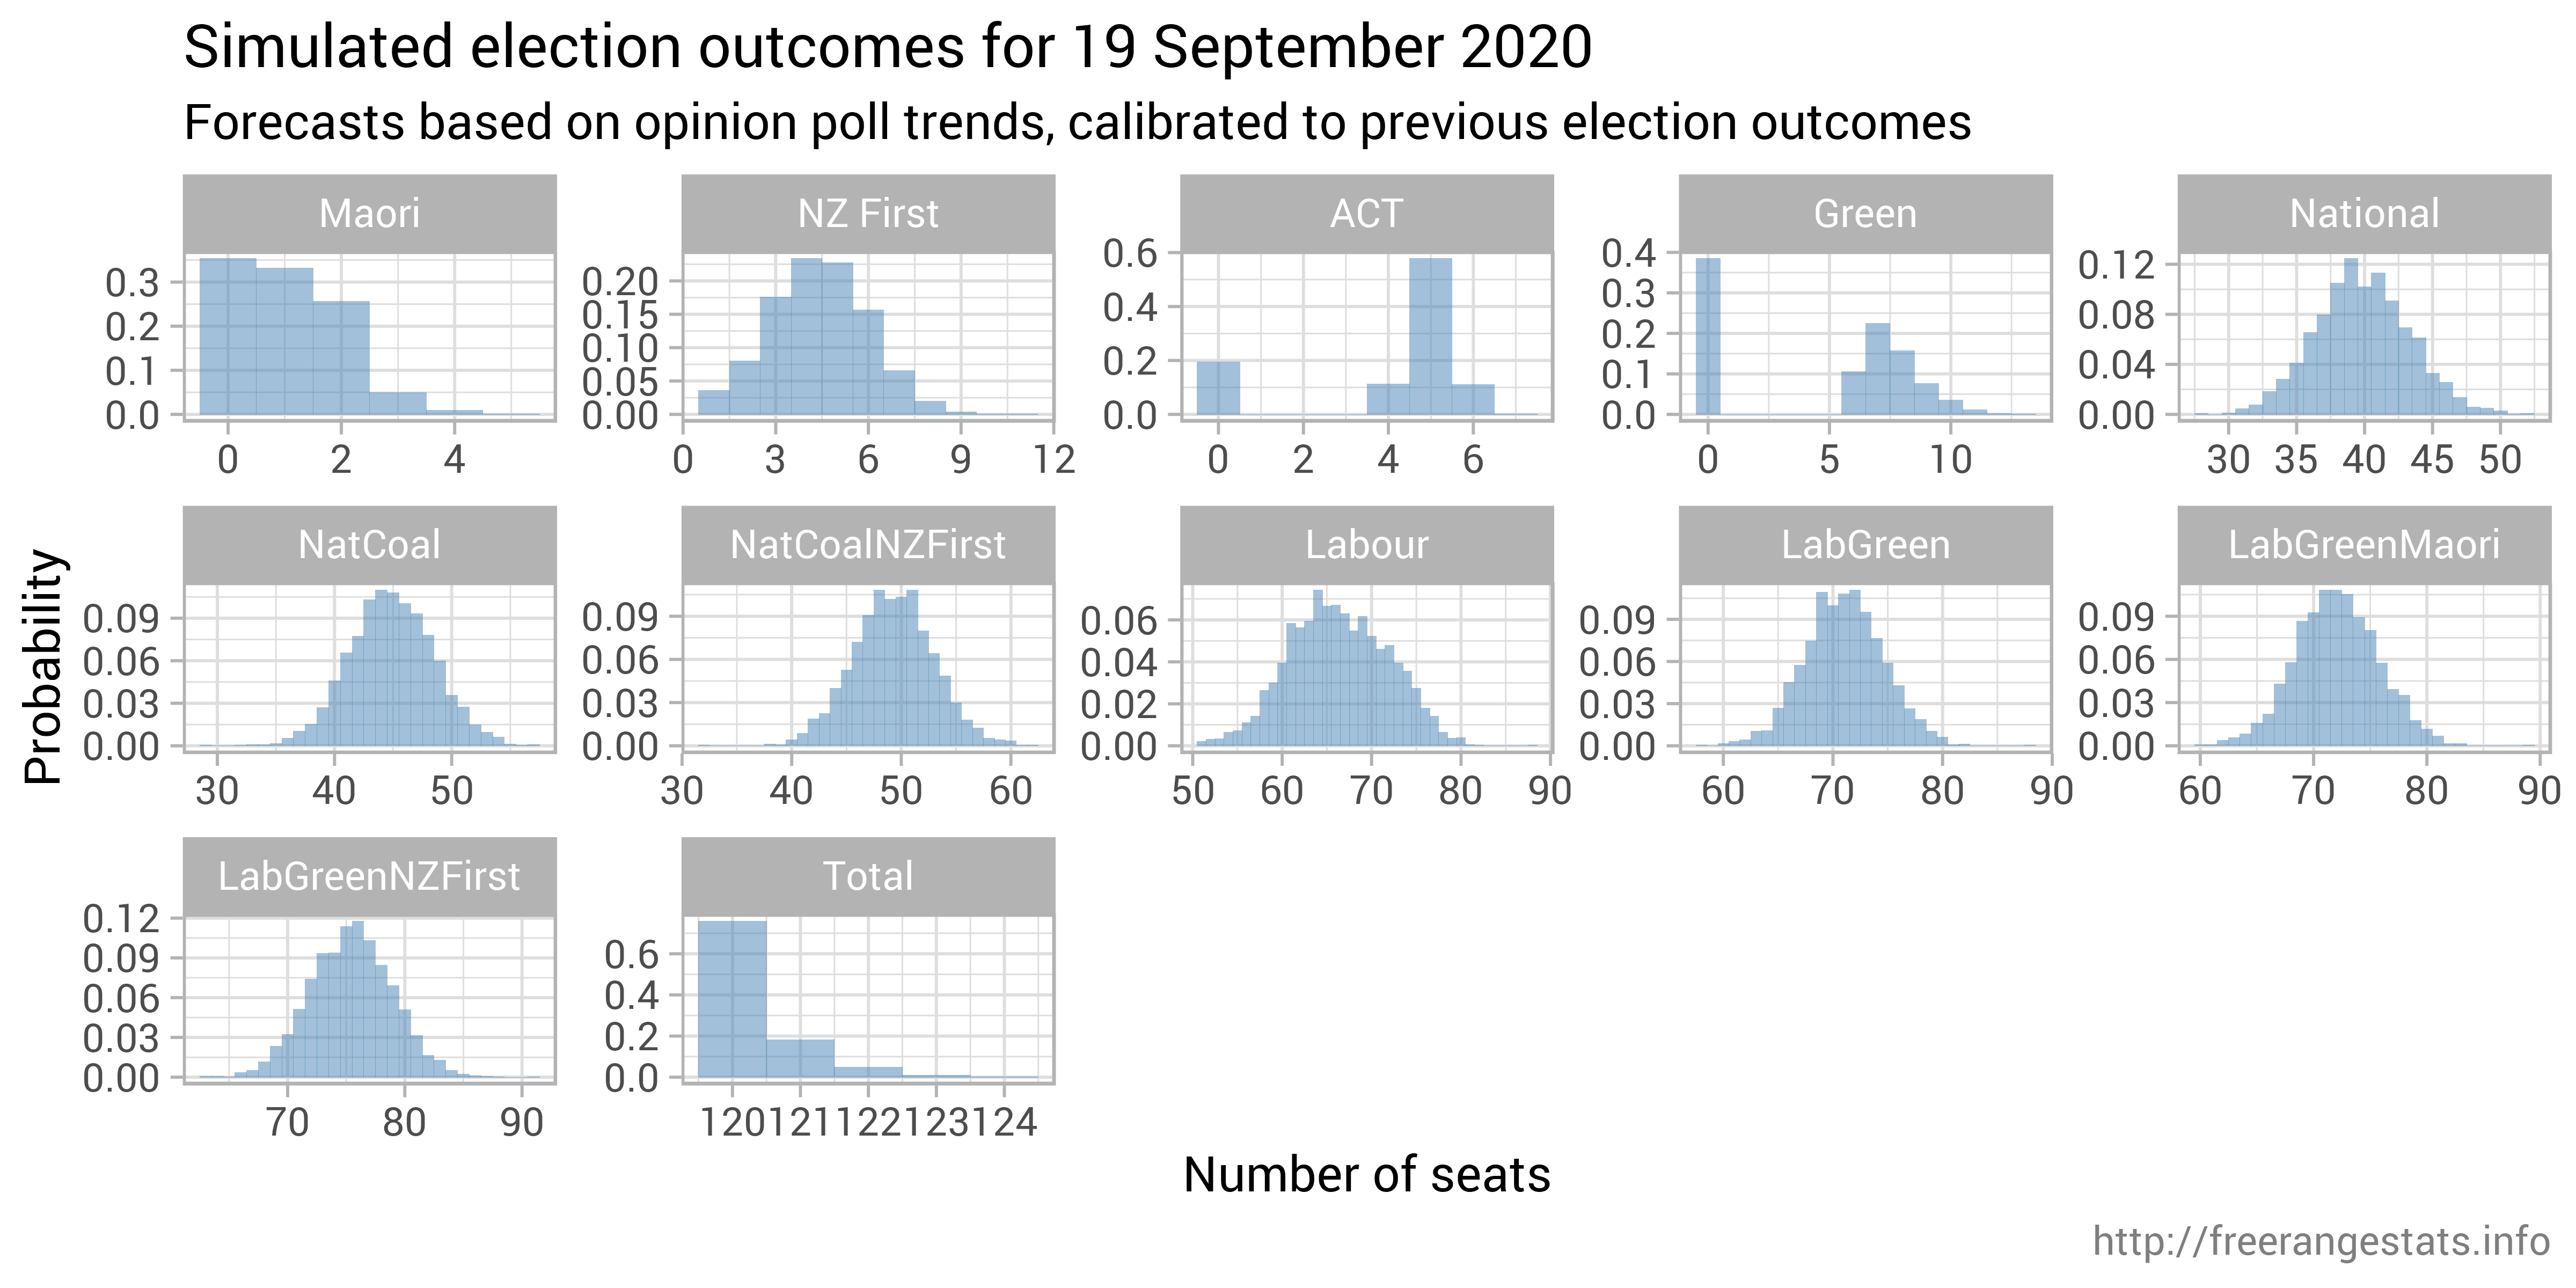 Simulated election outcomes for 19 September 2020
Forecasts based on opinion poll trends, calibrated to previous election outcomes
Maori
0.3
0.2
0.1
0.0
0 2 4
NZ First
0.20
0.15
0.10
0.05
0.00
0 3 6 9 12
ACT
0.6
0.4
0.2
0.0
0 2 4 6
Green
0.4
0.3
0.2
0.1
0.0
0 5 10
National
0.12
0.08
0.04
0.00
30 35 40 45 50
Probability
NatCoal
0.09
0.06
0.03
0.00
30 40 50
NatCoalNZFirst
0.09
0.06
0.03
0.00
30 40 50 60
Labour
0.06
0.04
0.02
0.00
50 60 70 80 90
LabGreen
0.09
0.06
0.03
0.00
60 70 80 90
LabGreenMaori
0.09
0.06
0.03
0.00
60 70 80 90
LabGreenNZFirst
0.12
0.09
0.06
0.03
0.00
70 80 90
Total
0.6
0.4
0.2
0.0
120 121 122 123 124
Number of seats
http://freerangestats.info